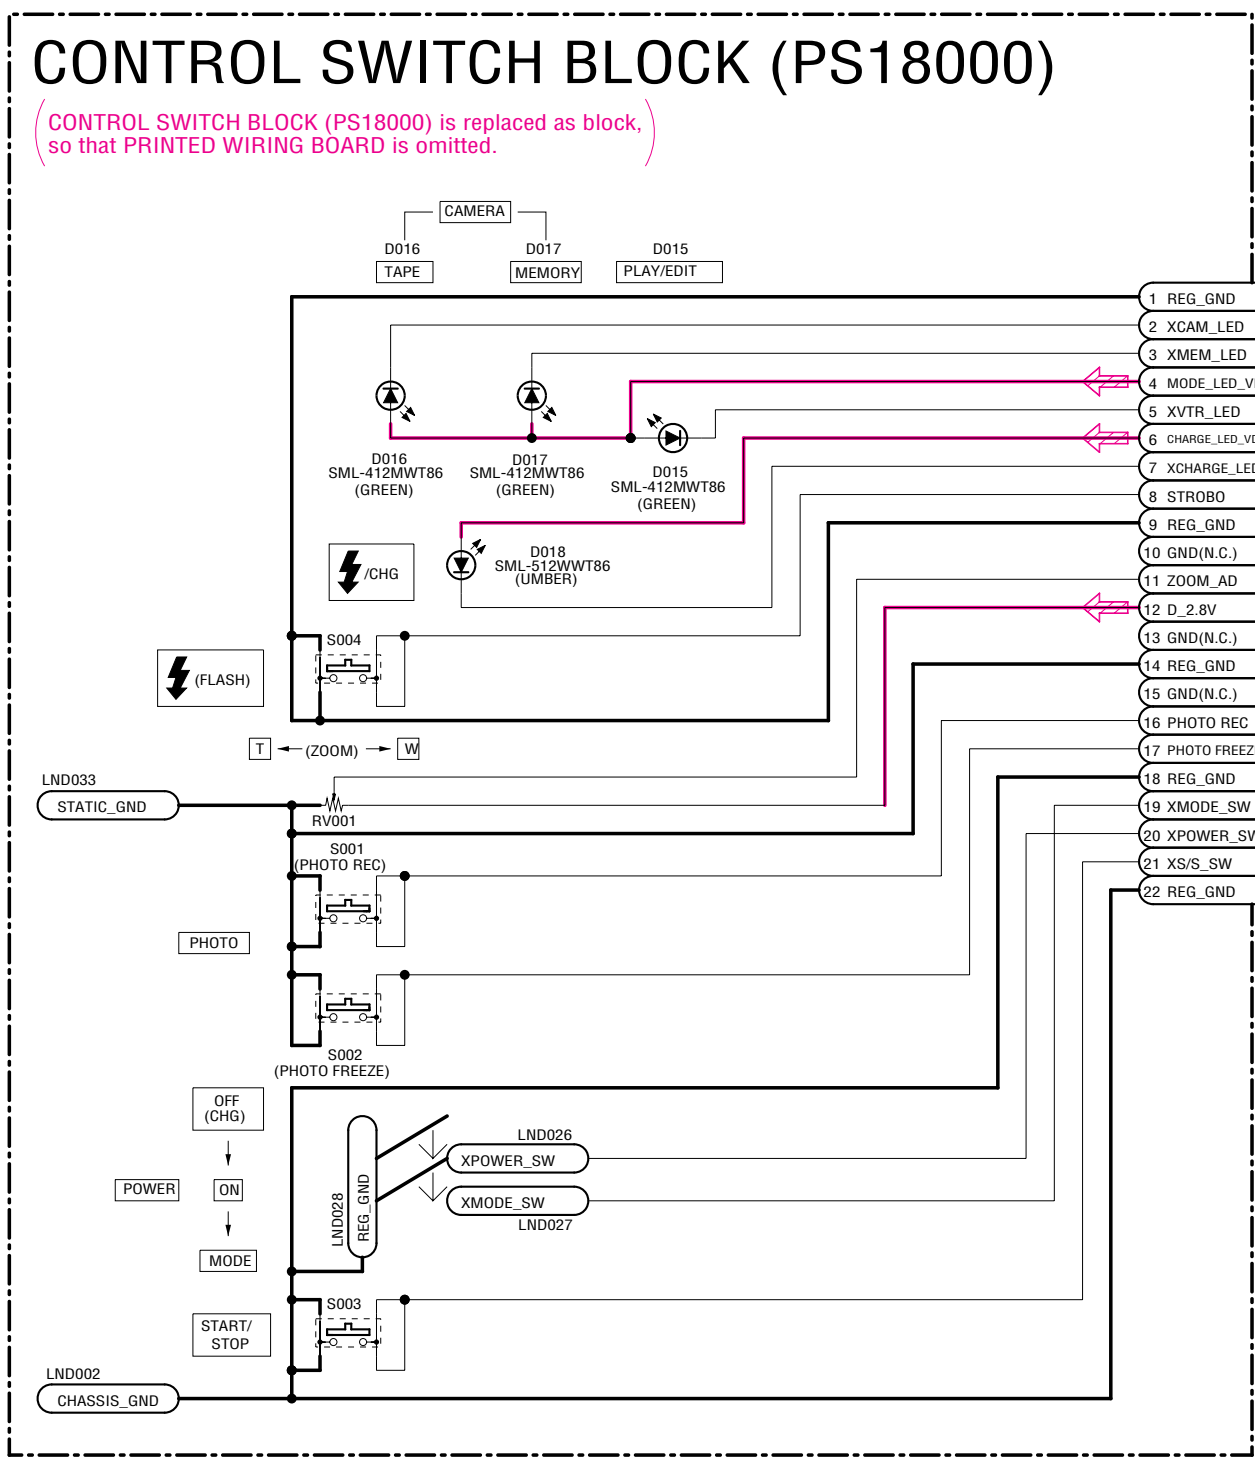 CONTROL SWITCH BLOCK (PS18000)
CONTROL SWITCH BLOCK (PS18000) is replaced as block,
so that PRINTED WIRING BOARD is omitted.
CAMERA
D016
D017
D015
TAPE
MEMORY
PLAY/EDIT
1 REG_GND
2 XCAM_LED
3 XMEM_LED
4 MODE_LED_V
5 XVTR_LED
6 CHARGE_LED_VD
7 XCHARGE_LED
8 STROBO
9 REG_GND
10 GND(N.C.)
11 ZOOM_AD
12 D_2.8V
13 GND(N.C.)
14 REG_GND
15 GND(N.C.)
16 PHOTO REC
17 PHOTO FREEZE
18 REG_GND
19 XMODE_SW
20 XPOWER_SW
21 XS/S_SW
22 REG_GND
D016
SML-412MWT86
(GREEN)
D017
SML-412MWT86
(GREEN)
D015
SML-412MWT86
(GREEN)
/CHG
D018
SML-512WWT86
(UMBER)
S004
(FLASH)
T
(ZOOM)
W
LND033
STATIC_GND
RV001
S001
(PHOTO REC)
PHOTO
S002
(PHOTO FREEZE)
OFF
(CHG)
POWER
ON
MODE
LND028
REG_GND
LND026
XPOWER_SW
XMODE_SW
LND027
S003
START/
STOP
LND002
CHASSIS_GND